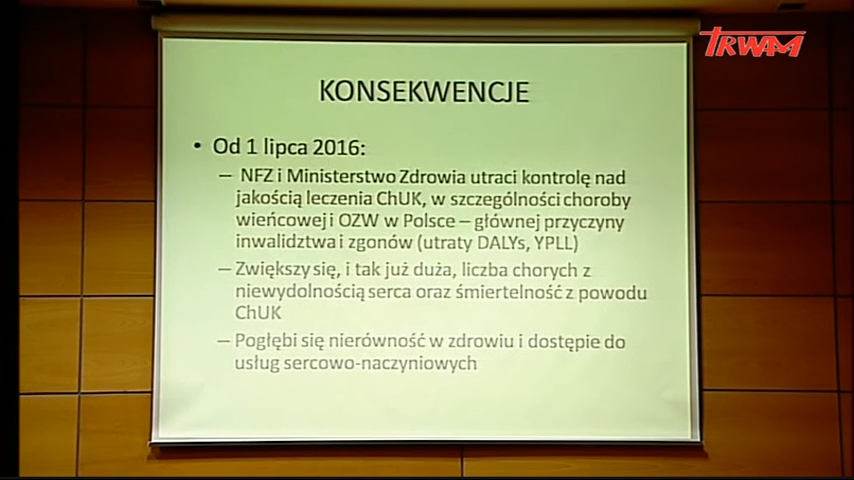 TRWAM
KONSEKWENCJE
• Od 1 lipca 2016:
– NFZ i Ministerstwo Zdrowia utraci kontrolę nad
jakością leczenia ChUK, w szczególności choroby
wieńcowej i OZW w Polsce – głównej przyczyny
inwalidztwa i zgonów (utraty DALYs, YPLL)
– Zwiększy się, i tak już duża, liczba chorych z
niewydolnością serca oraz śmiertelność z powodu
ChUK
– Pogłębi się nierówność w zdrowiu i dostępie do
usług sercowo-naczyniowych